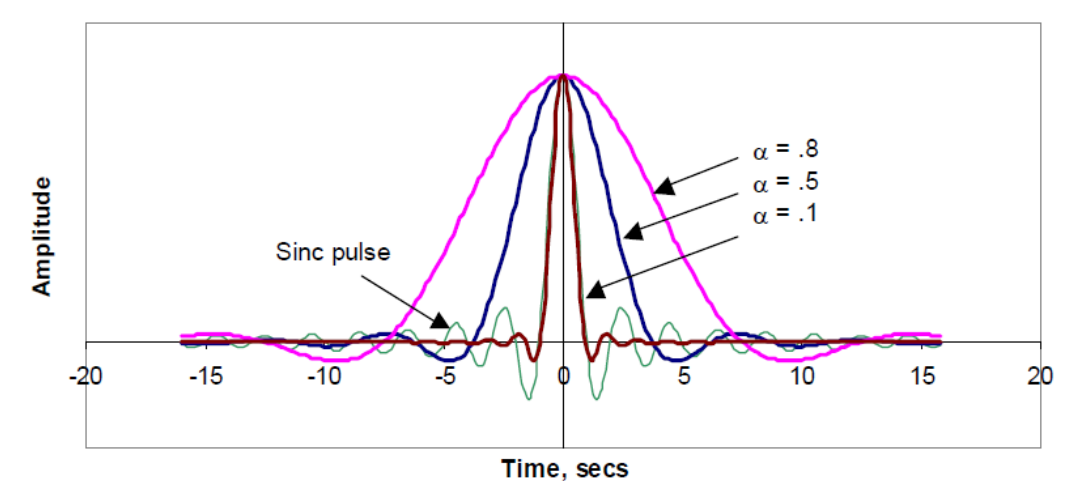 α = .8
α = .5
α = .1
Sinc pulse
Amplitude
-20 -15 -10 -5 0 5 10 15 20
Time, secs